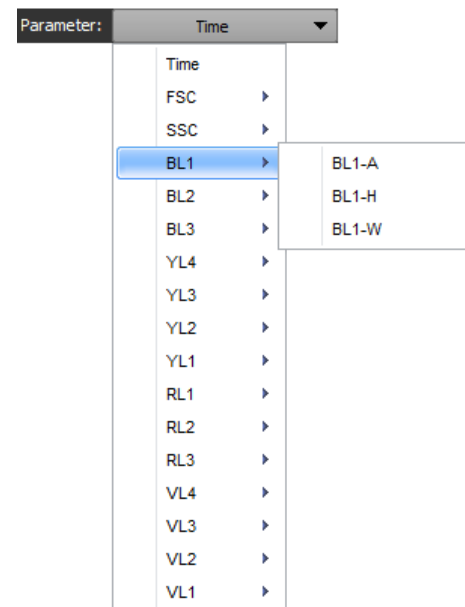 Parameter: Time
Time
FSC
SSC
BL1
BL1-A
BL1-H
BL1-W
BL2
BL3
YL4
YL3
YL2
YL1
RL1
RL2
RL3
VL4
VL3
VL2
VL1